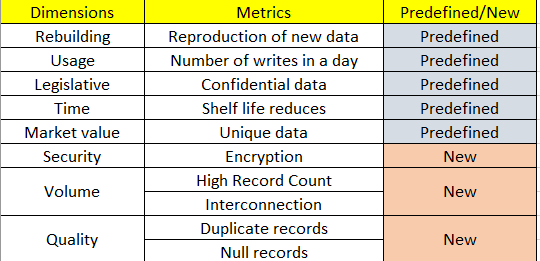 Dimensions Metrics Predefined/New
Rebuilding Reproduction of new data Predefined
Usage Number of writes in a day Predefined
Legislative Confidential data Predefined
Time Shelf life reduces Predefined
Market value Unique data Predefined
Security Encryption New
Volume High Record Count New
Interconnection
Quality Duplicate records New
Null records